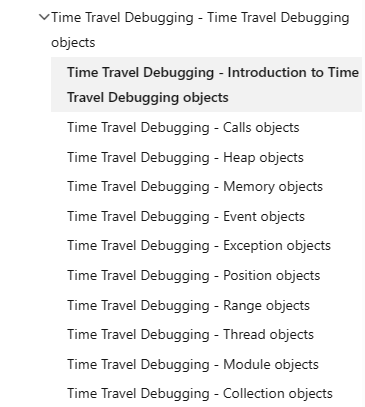 Time Travel Debugging - Time Travel Debugging
objects
Time Travel Debugging - Introduction to Time
Travel Debugging objects
Time Travel Debugging - Calls objects
Time Travel Debugging - Heap objects
Time Travel Debugging - Memory objects
Time Travel Debugging - Event objects
Time Travel Debugging - Exception objects
Time Travel Debugging - Position objects
Time Travel Debugging - Range objects
Time Travel Debugging - Thread objects
Time Travel Debugging - Module objects
Time Travel Debugging - Collection objects